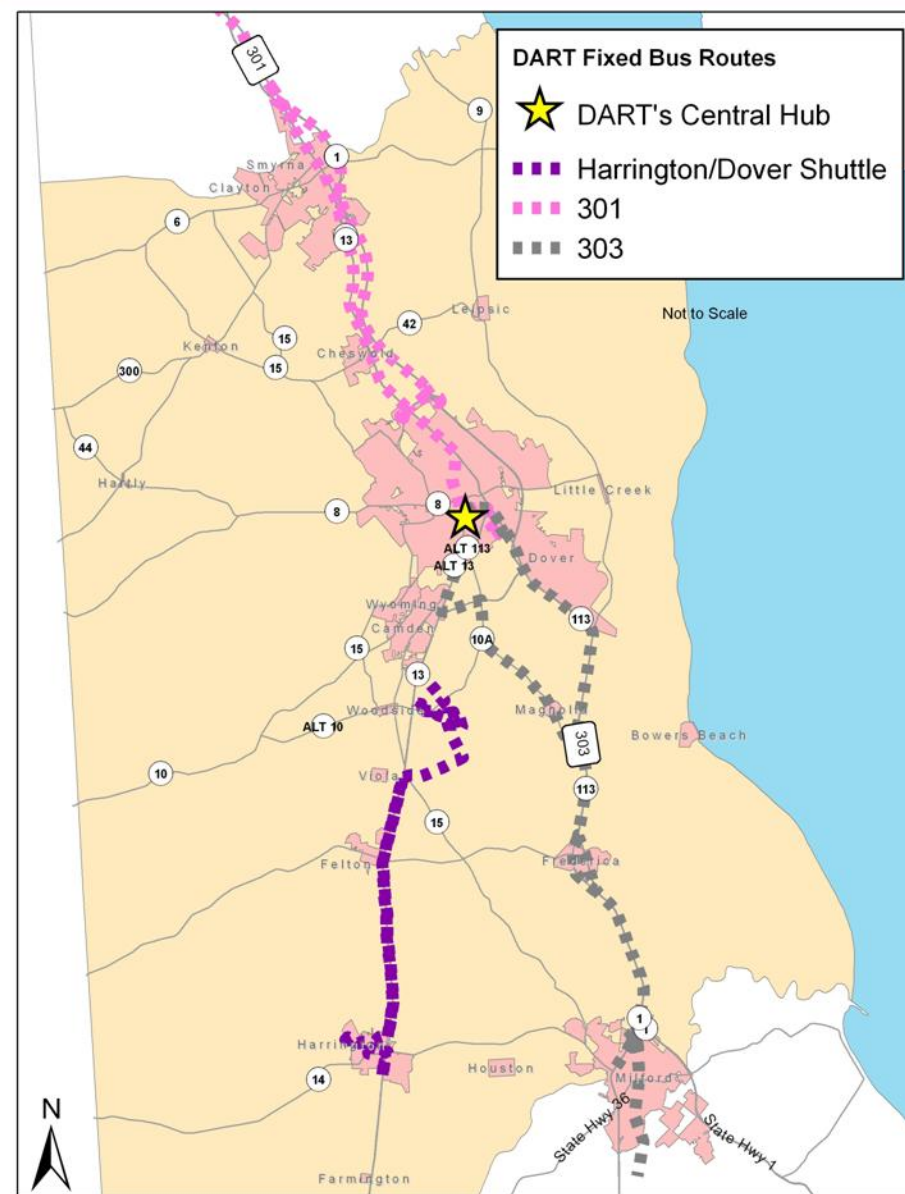 301
DART Fixed Bus Routes
DART's Central Hub
Harrington/Dover Shuttle
301
303
Not to Scale
9
1
Smyrna
Clayton
6
13
Leipsic
42
15
Kenton
Cheswold
15
300
44
Hartly
Little Creek
8
8
ALT 113
Dover
ALT 13
Wyoming
113
Camden
10A
15
13
Woodside
Magnolia
ALT 10
303
Bowers Beach
10
Viola
113
15
Felton
Frederica
1
1
Harrington
Houston
Milford
14
State Hwy 36
State Hwy 1
N
Farmington